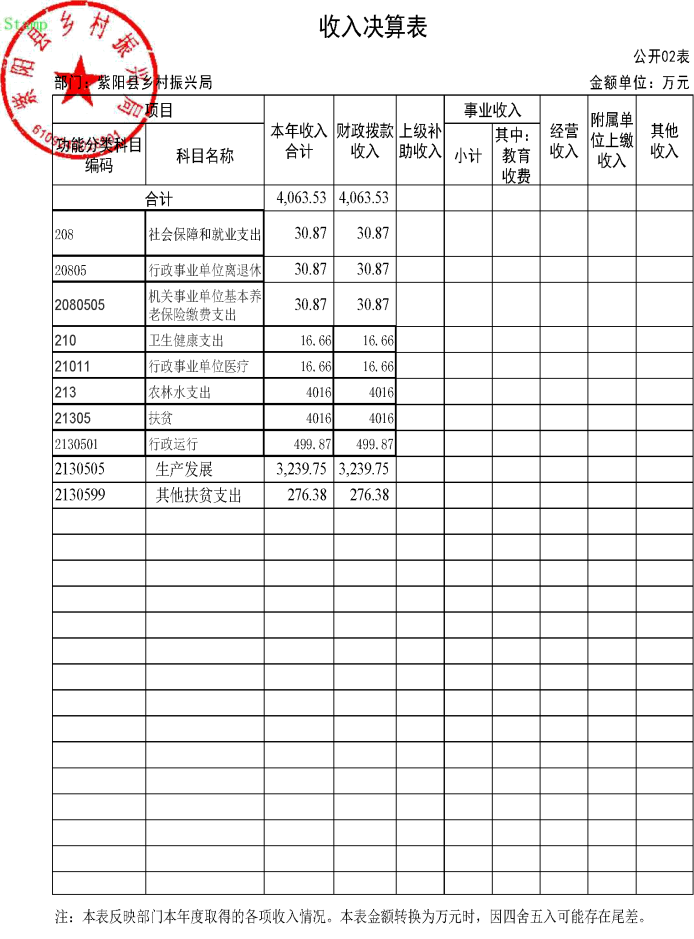 Stamp
收入决算表
公开02表
部门：紫阳县乡村振兴局 金额单位：万元
紫阳县乡村振兴局
项目 本年收入合计 财政拨款收入 上级补助收入 事业收入 经营收入 附属单位上缴收入 其他收入
功能分类科目编码 科目名称 小计 其中：教育收费
合计 4,063.53 4,063.53
208 社会保障和就业支出 30.87 30.87
20805 行政事业单位离退休 30.87 30.87
2080505 机关事业单位基本养老保险缴费支出 30.87 30.87
210 卫生健康支出 16.66 16.66
21011 行政事业单位医疗 16.66 16.66
213 农林水支出 4016 4016
21305 扶贫 4016 4016
2130501 行政运行 499.87 499.87
2130505 生产发展 3,239.75 3,239.75
2130599 其他扶贫支出 276.38 276.38
注：本表反映部门本年度取得的各项收入情况。本表金额转换为万元时，因四舍五入可能存在尾差。